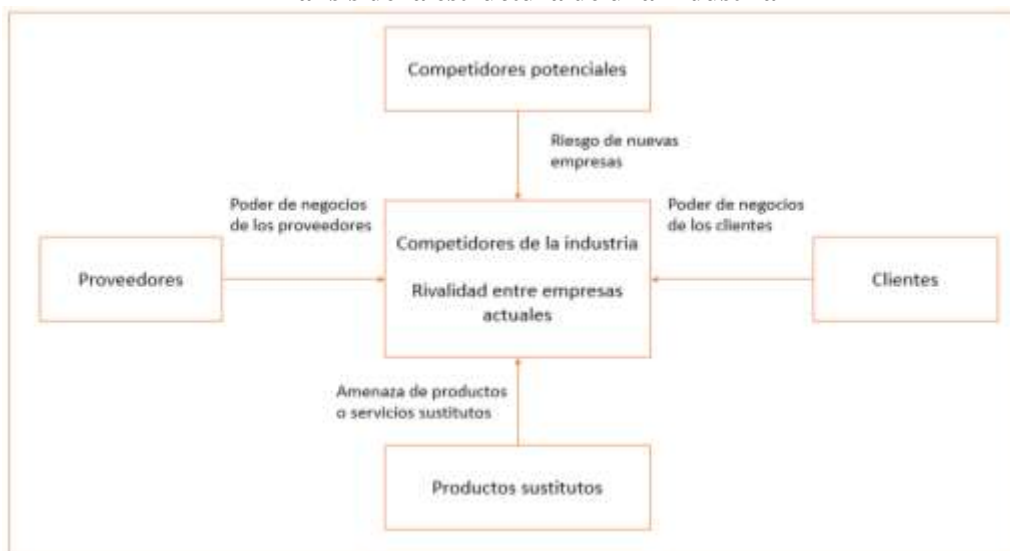 Competidores potenciales
Riesgo de nuevas
empresas
Poder de negocios
de los proveedores
Poder de negocios
de los clientes
Proveedores
Competidores de la industria
Rivalidad entre empresas
actuales
Clientes
Amenaza de productos
o servicios sustitutos
Productos sustitutos